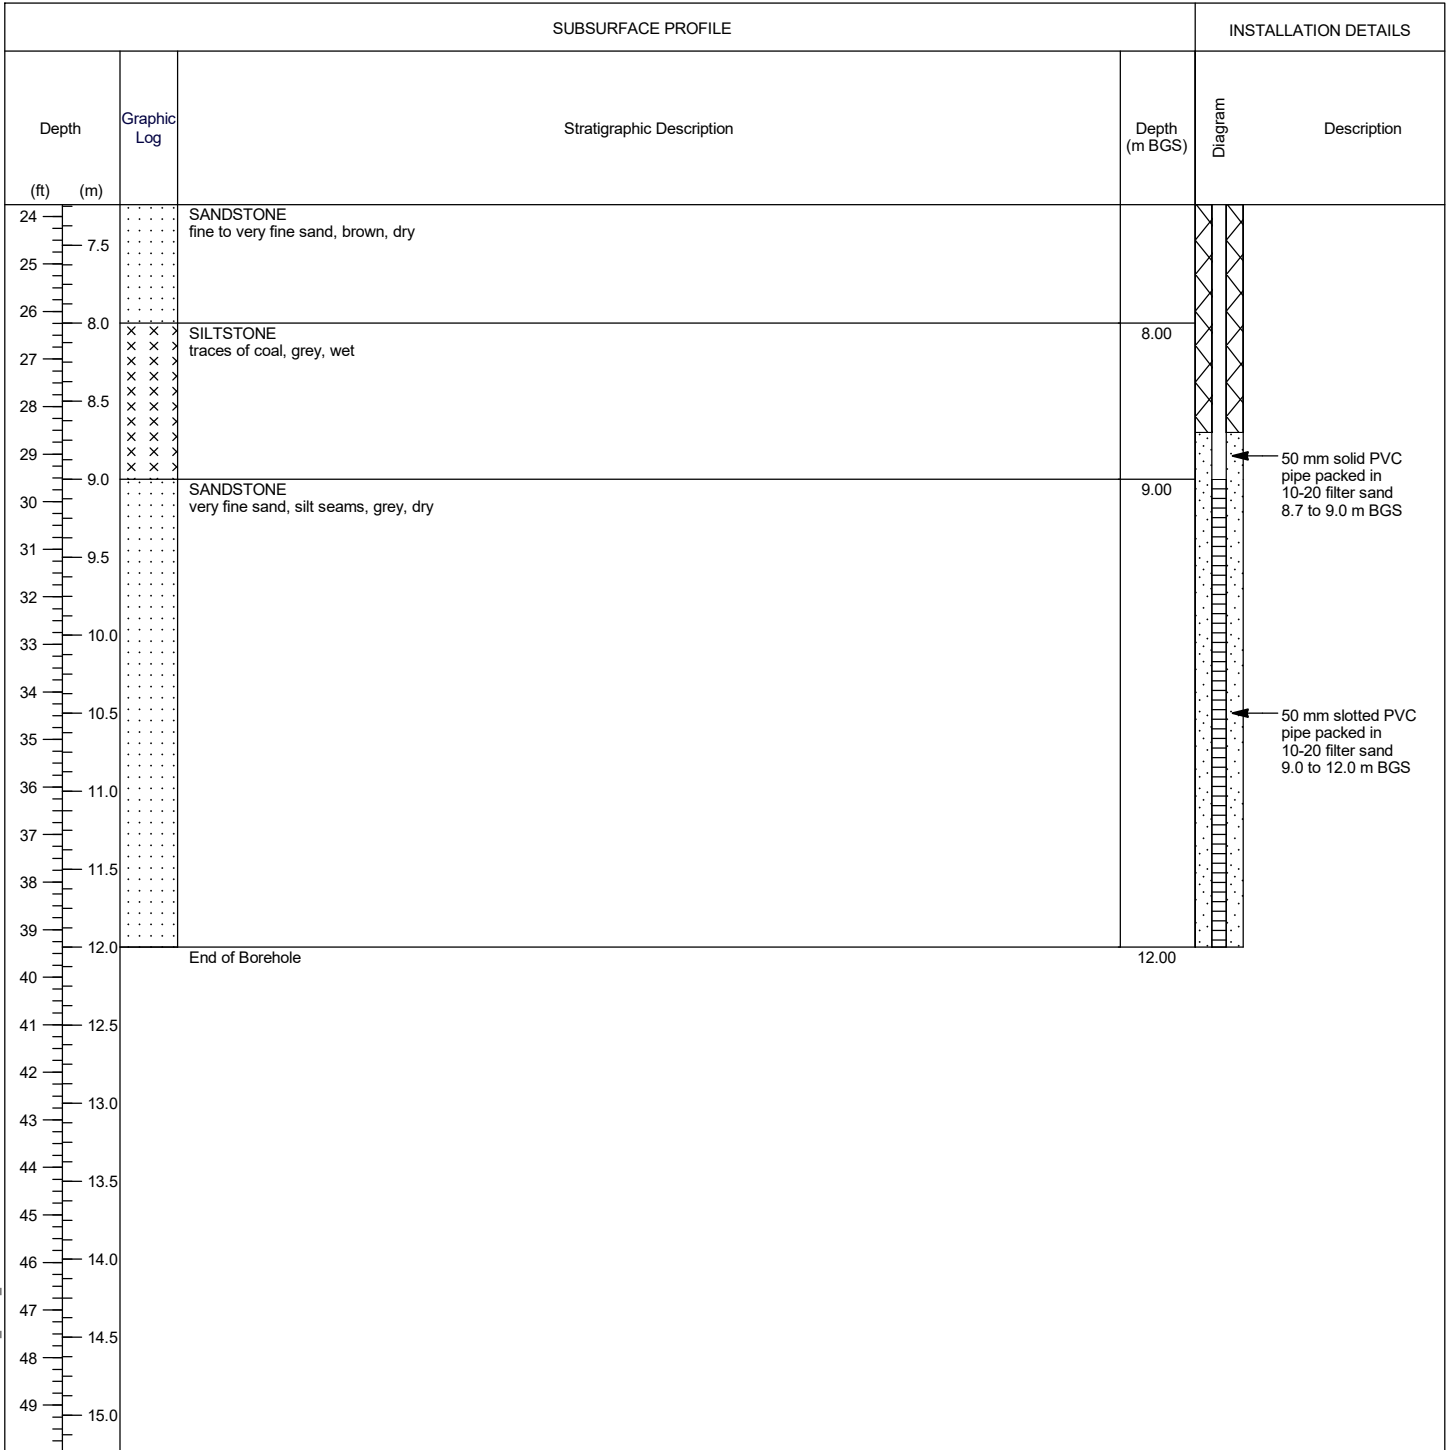 SUBSURFACE PROFILE
INSTALLATION DETAILS
Depth
Graphic
Log
Stratigraphic Description
Depth
(m BGS)
Diagram
Description
(ft) (m)
24
SANDSTONE
fine to very fine sand, brown, dry
7.5
25
26
8.0
SILTSTONE
8.00
traces of coal, grey, wet
27
8.5
28
29
50 mm solid PVC
pipe packed in
10-20 filter sand
8.7 to 9.0 m BGS
9.0
SANDSTONE
9.00
very fine sand, silt seams, grey, dry
30
31
9.5
32
10.0
33
34
10.5
50 mm slotted PVC
pipe packed in
10-20 filter sand
9.0 to 12.0 m BGS
35
36
11.0
37
11.5
38
39
12.0
End of Borehole
12.00
40
41
12.5
42
13.0
43
44
13.5
45
14.0
46
47
14.5
48
49
15.0